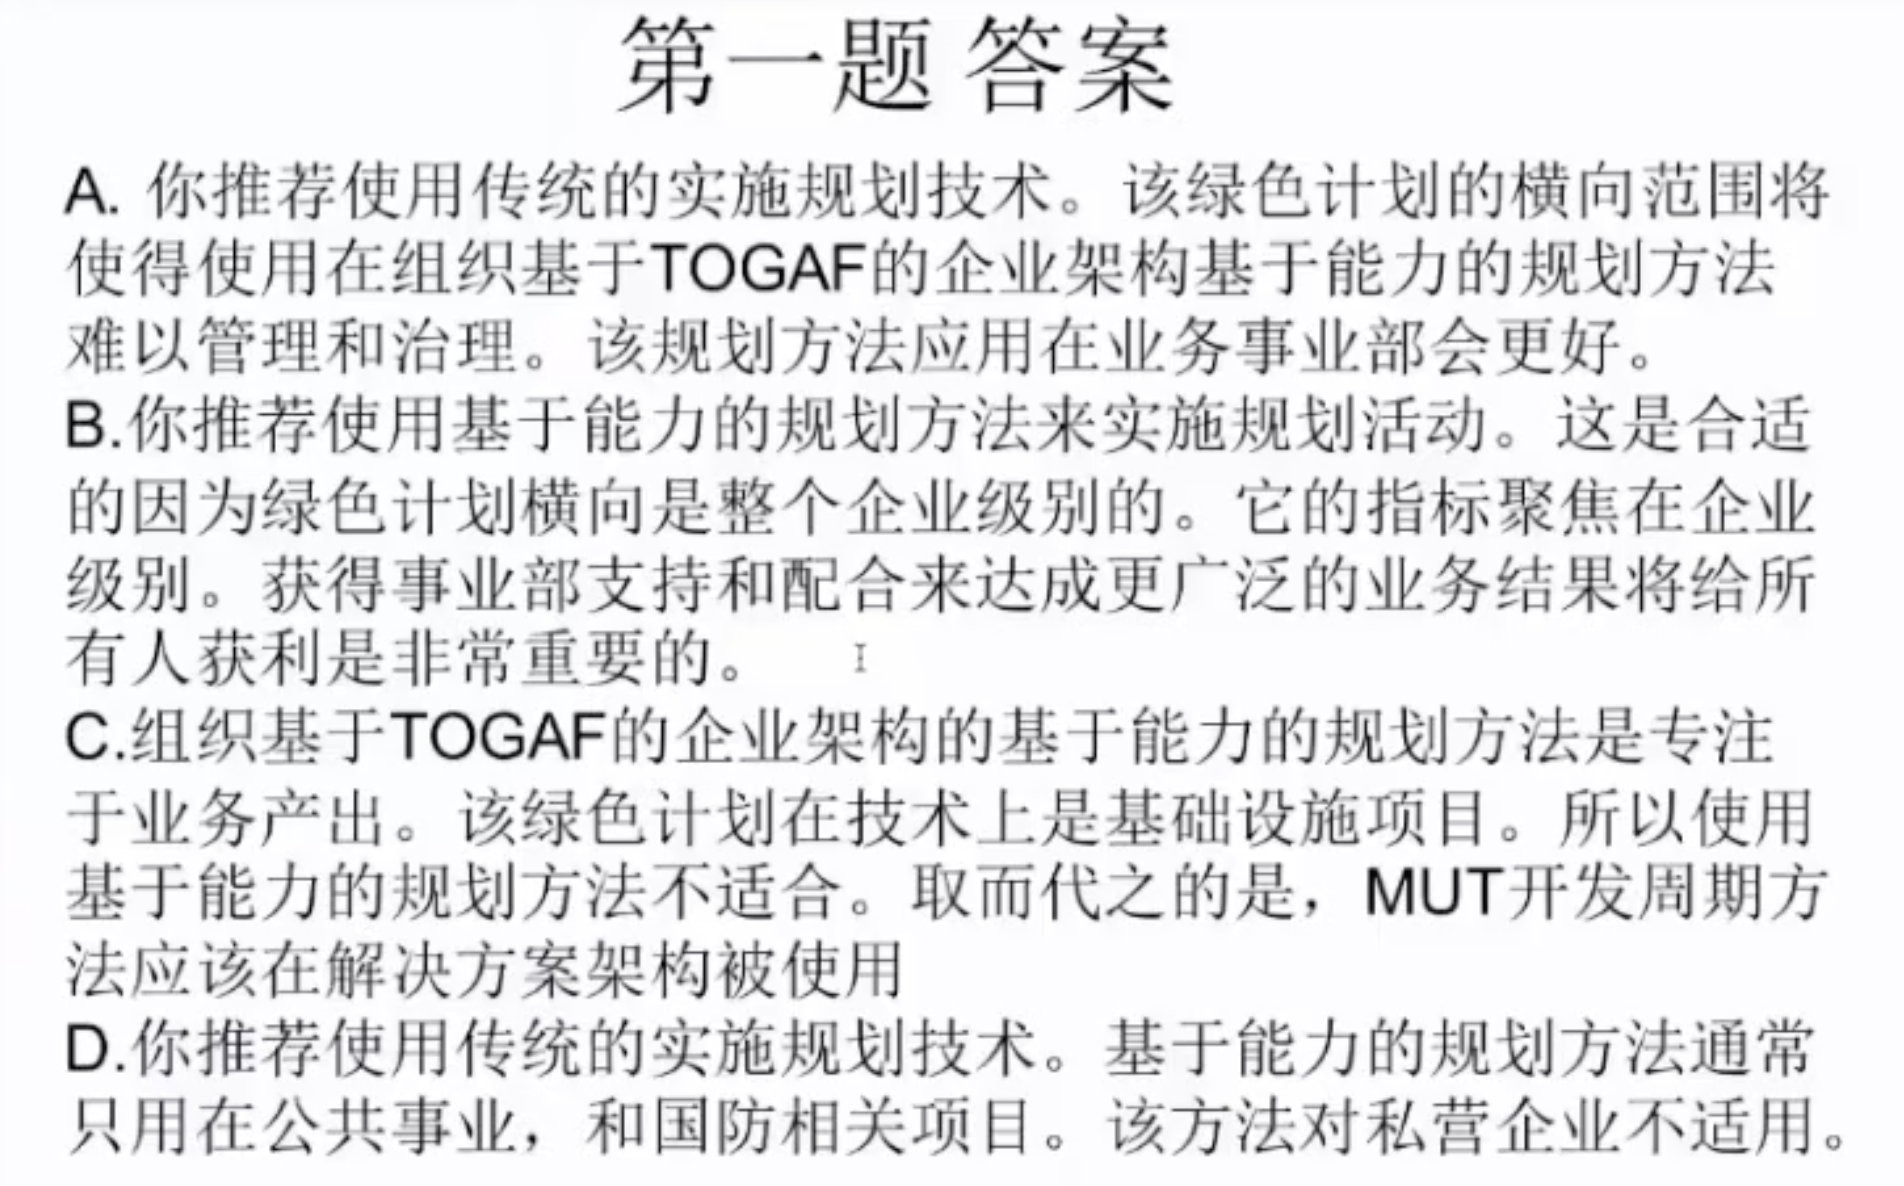 第一题 答案
A. 你推荐使用传统的实施规划技术。该绿色计划的横向范围将
使得使用在组织基于TOGAF的企业架构基于能力的规划方法
难以管理和治理。该规划方法应用在业务事业部会更好。
B.你推荐使用基于能力的规划方法来实施规划活动。这是合适
的因为绿色计划横向是整个企业级别的。它的指标聚焦在企业
级别。获得事业部支持和配合来达成更广泛的业务结果将给所
有人获利是非常重要的。
C.组织基于TOGAF的企业架构的基于能力的规划方法是专注
于业务产出。该绿色计划在技术上是基础设施项目。所以使用
基于能力的规划方法不适合。取而代之的是，MUT开发周期方
法应该在解决方案架构被使用
D.你推荐使用传统的实施规划技术。基于能力的规划方法通常
只用在公共事业，和国防相关项目。该方法对私营企业不适用。